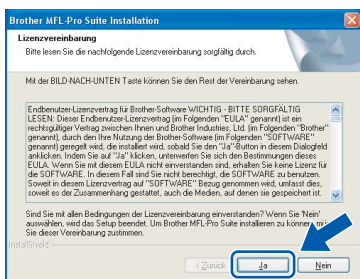 Brother MFL-Pro Suite Installation
Lizenzvereinbarung
Bitte lesen Sie die nachfolgende Lizenzvereinbarung sorgfältig durch.
Mit der BILD-NACH-UNTEN Taste können Sie den Rest der Vereinbarung sehen.
Endbenutzer-Lizenzvertrag für Brother-Software WICHTIG - BITTE SORGFÄLTIG
LESEN: Dieser Endbenutzer-Lizenzvertrag (im Folgenden "EULA" genannt) ist ein
rechtsgültiger Vertrag zwischen Ihnen und Brother Industries, Ltd. (im Folgenden "Brother"
genannt), durch den Ihre Nutzung der Brother-Software (im Folgenden "SOFTWARE"
genannt) geregelt wird, die installiert wird, sobald Sie den "Ja"-Button in diesem Dialogfeld
anklicken. Indem Sie auf "Ja" klicken, unterwerfen Sie sich den Bestimmungen dieses
EULA. Wenn Sie mit diesem EULA nicht einverstanden sind, erhalten Sie keine Lizenz für
die SOFTWARE. In diesem Fall sind Sie nicht berechtigt, die SOFTWARE zu benutzen.
Soweit in diesem Lizenzvertrag auf "SOFTWARE" Bezug genommen wird, umfasst dies,
soweit es der Zusammenhang gestattet, auch die Medien, auf denen sie gespeichert ist.
Sind Sie mit allen Bedingungen der Lizenzvereinbarung einverstanden? Wenn Sie 'Nein'
auswählen, wird das Setup beendet. Um Brother MFL-Pro Suite installieren zu können,
Sie dieser Vereinbarung zustimmen.
InstallShield
< Zurück
Ja
Nein